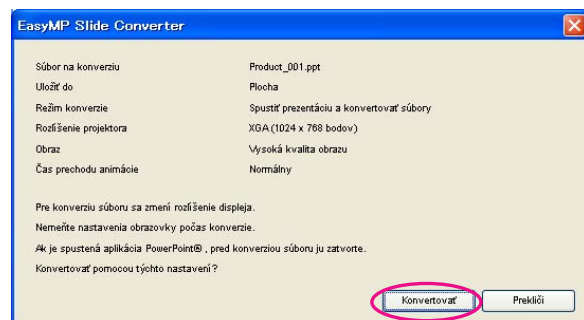 EasyMP Slide Converter
Súbor na konverziu Product_001.ppt
Uložiť do Plocha
Režim konverzie Spustiť prezentáciu a konvertovať súbory
Rozlíšenie projektora XGA (1024 x 768 bodov)
Obraz Vysoká kvalita obrazu
Čas prechodu animácie Normálny
Pre konverziu súboru sa zmení rozlíšenie displeja.
Nemeňte nastavenia obrazovky počas konverzie.
Ak je spustená aplikácia PowerPoint® , pred konverziou súboru ju zatvorte.
Konvertovať pomocou týchto nastavení?
Konvertovať Prekliči